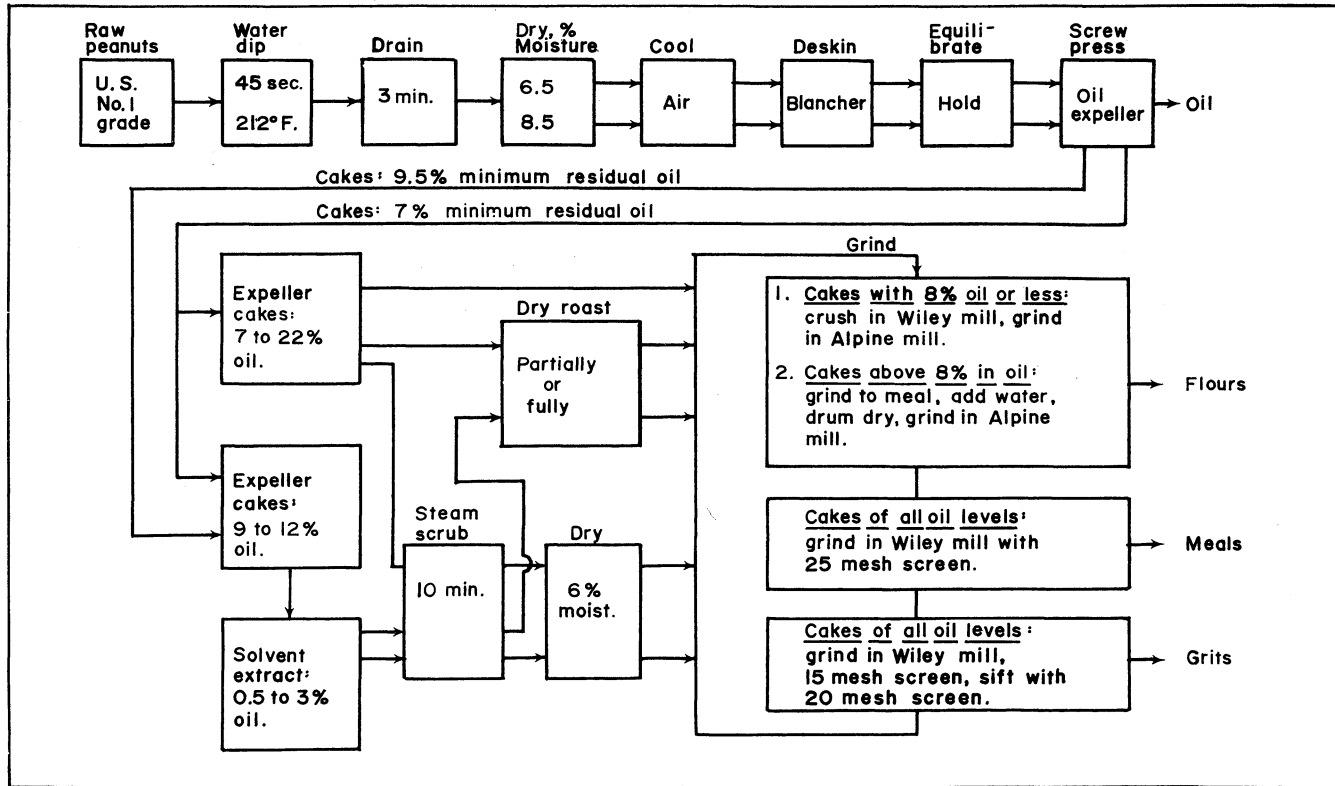 Raw
peanuts
U. S.
No. 1
grade
Water
dip
45 sec.
212° F.
Drain
3 min.
Dry, %
Moisture
6.5
8.5
Cool
Air
Deskin
Blancher
Equili-
brate
Hold
Screw
press
Oil
expeller
Oil
Cakes: 9.5% minimum residual oil
Cakes: 7% minimum residual oil
Expeller
cakes:
7 to 22%
oil.
Expeller
cakes:
9 to 12%
oil.
Solvent
extract:
0.5 to 3%
oil.
Steam
scrub
10 min.
Dry roast
Partially
or
fully
Dry
6%
moist.
Grind
1. Cakes with 8% oil or less:
crush in Wiley mill, grind
in Alpine mill.
2. Cakes above 8% in oil:
grind to meal, add water,
drum dry, grind in Alpine
mill.
Flours
Cakes of all oil levels:
grind in Wiley mill with
25 mesh screen.
Meals
Cakes of all oil levels:
grind in Wiley mill,
15 mesh screen, sift with
20 mesh screen.
Grits